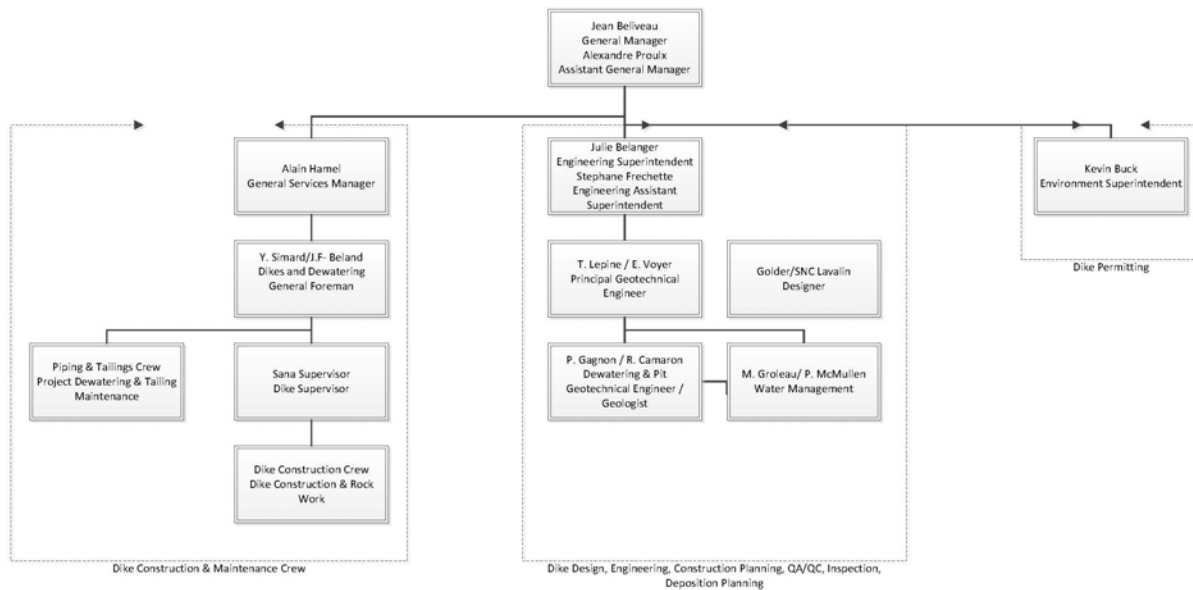 Jean Beliveau
General Manager
Alexandre Proulx
Assistant General Manager
Alain Hamel
General Services Manager
Julie Belanger
Engineering Superintendent
Stephane Frechette
Engineering Assistant
Superintendent
Kevin Buck
Environment Superintendent
Y. Simard/J.F- Beland
Dikes and Dewatering
General Foreman
T. Lepine / E. Voyer
Principal Geotechnical
Engineer
Golder/SNC Lavalin
Designer
Dike Permitting
Piping & Tailings Crew
Project Dewatering & Tailing
Maintenance
Sana Supervisor
Dike Supervisor
P. Gagnon / R. Camaron
Dewatering & Pit
Geotechnical Engineer /
Geologist
M. Groleau/ P. McMullen
Water Management
Dike Construction Crew
Dike Construction & Rock
Work
Dike Construction & Maintenance Crew
Dike Design, Engineering, Construction Planning, QA/QC, Inspection,
Deposition Planning